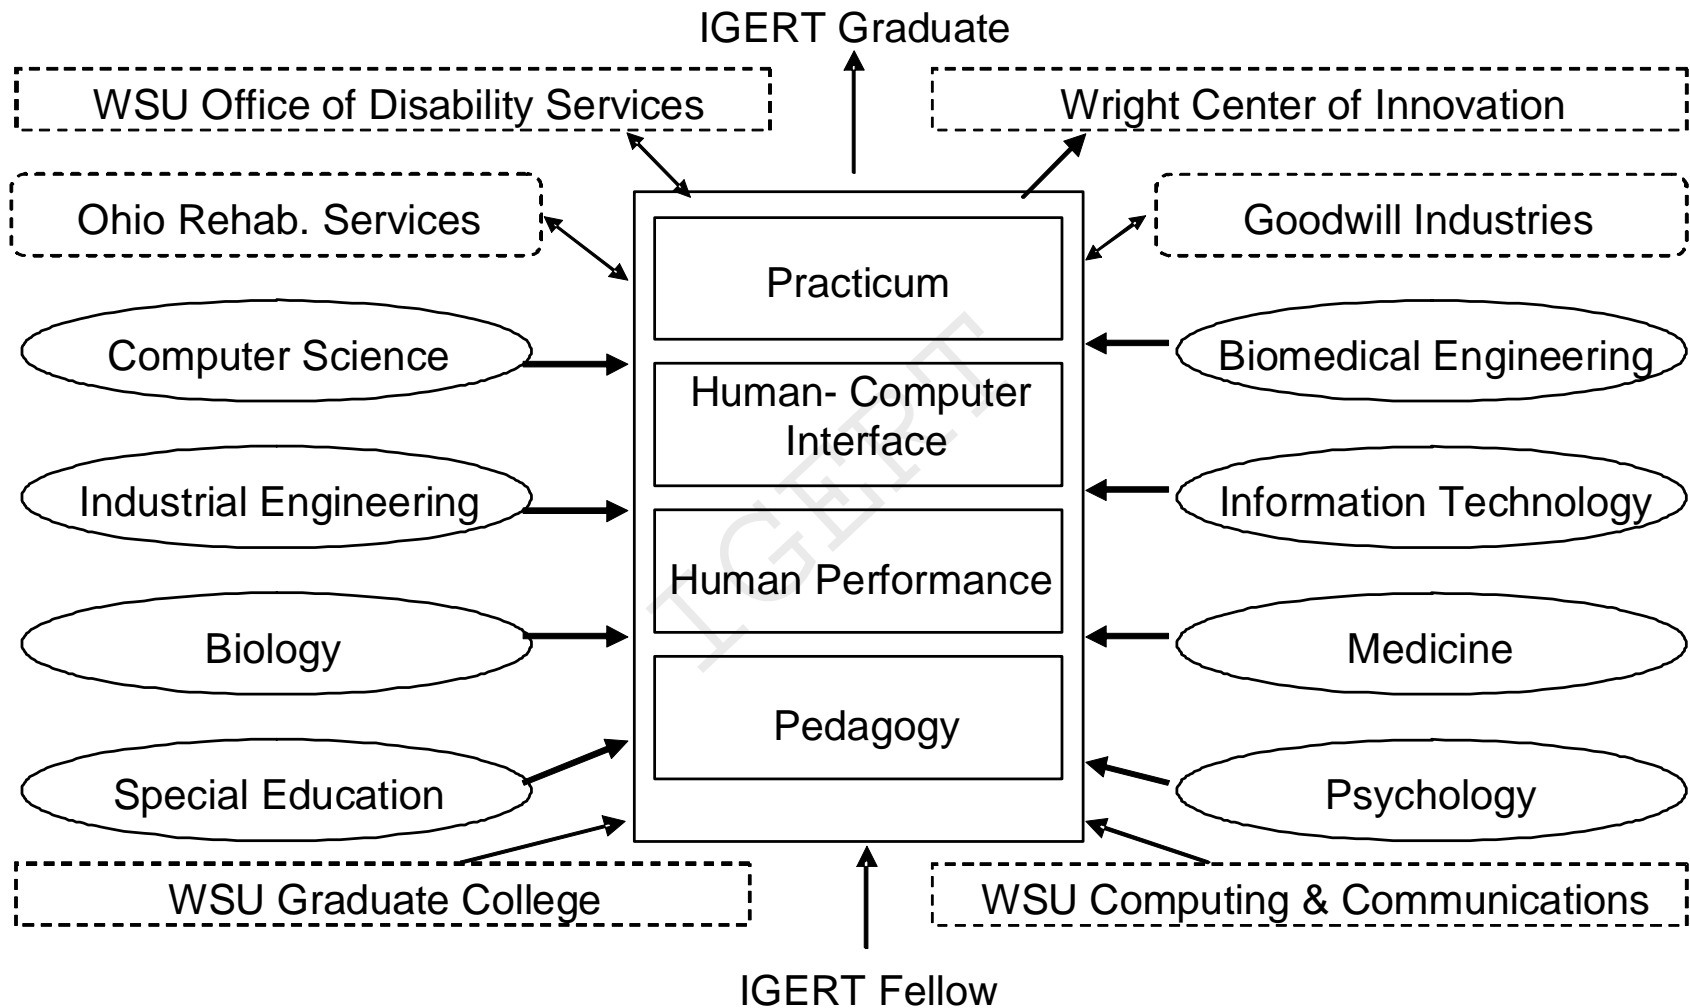 IGERT Graduate
WSU Office of Disability Services
Wright Center of Innovation
Ohio Rehab. Services
Goodwill Industries
Practicum
Computer Science
Biomedical Engineering
Human- Computer
Interface
Industrial Engineering
Information Technology
IGEPT
Human Performance
Biology
Medicine
Pedagogy
Special Education
Psychology
WSU Graduate College
WSU Computing & Communications
IGERT Fellow